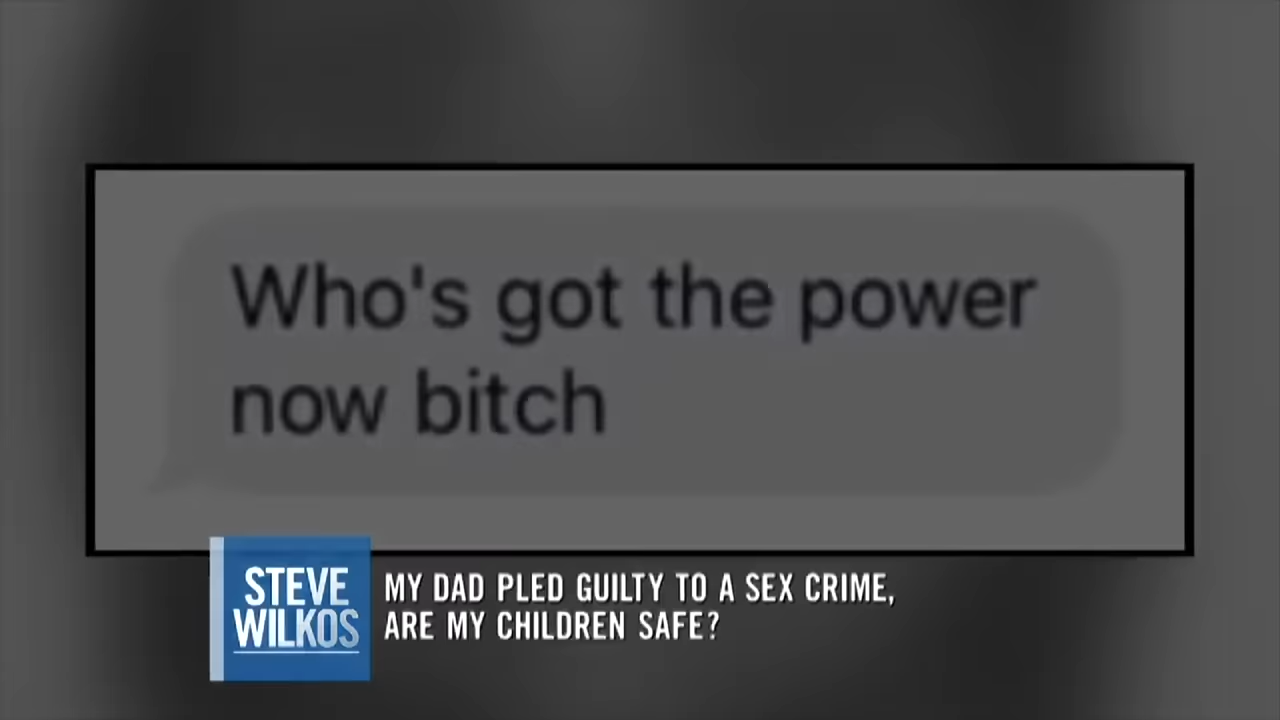 Who's got the power
now bitch
STEVE
WILKOS
MY DAD PLED GUILTY TO A SEX CRIME,
ARE MY CHILDREN SAFE?